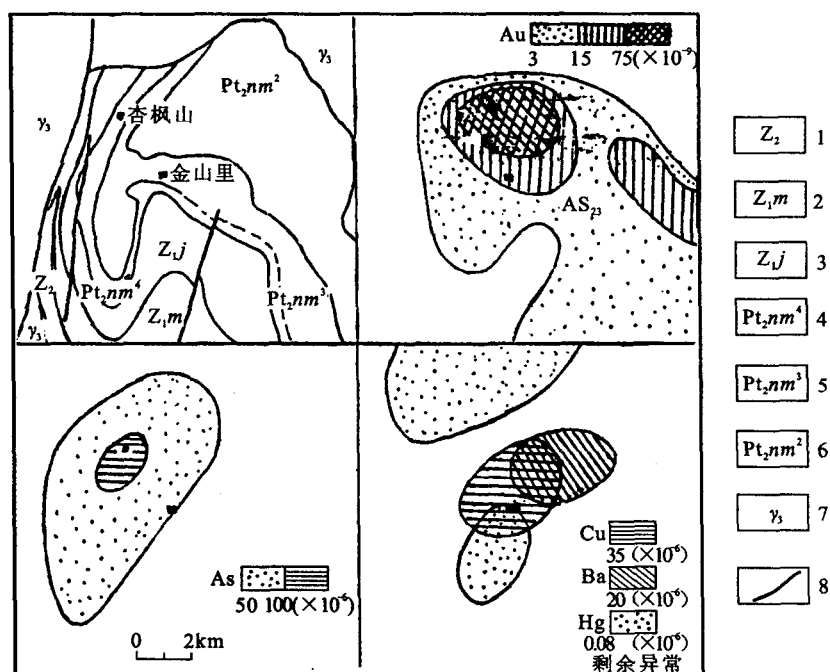 γ₃
Pt₂nm²
γ₃
杏枫山
金山里
Z₁j
Z₂
Pt₂nm⁴
Pt₂nm³
Z₁m
γ₃
Au
3 15 75(×10⁻⁹)
AS₂₃
As
50 100(×10⁻⁶)
0 2km
Cu
35 (×10⁻⁶)
Ba
20 (×10⁻⁶)
Hg
0.08 (×10⁻⁶)
剩余异常
Z₂ 1
Z₁m 2
Z₁j 3
Pt₂nm⁴ 4
Pt₂nm³ 5
Pt₂nm² 6
γ₃ 7
8